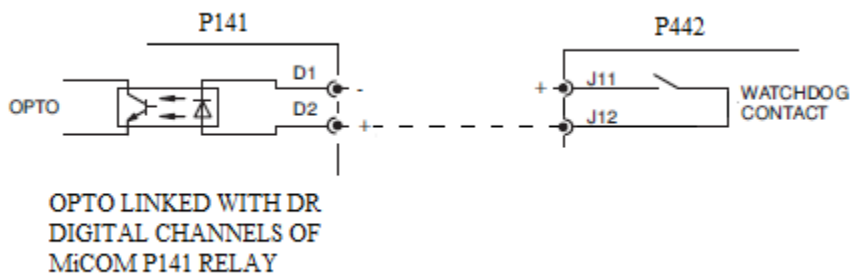 P141
P442
D1
-
+
J11
OPTO
WATCHDOG
CONTACT
D2
+
J12
OPTO LINKED WITH DR
DIGITAL CHANNELS OF
MiCOM P141 RELAY